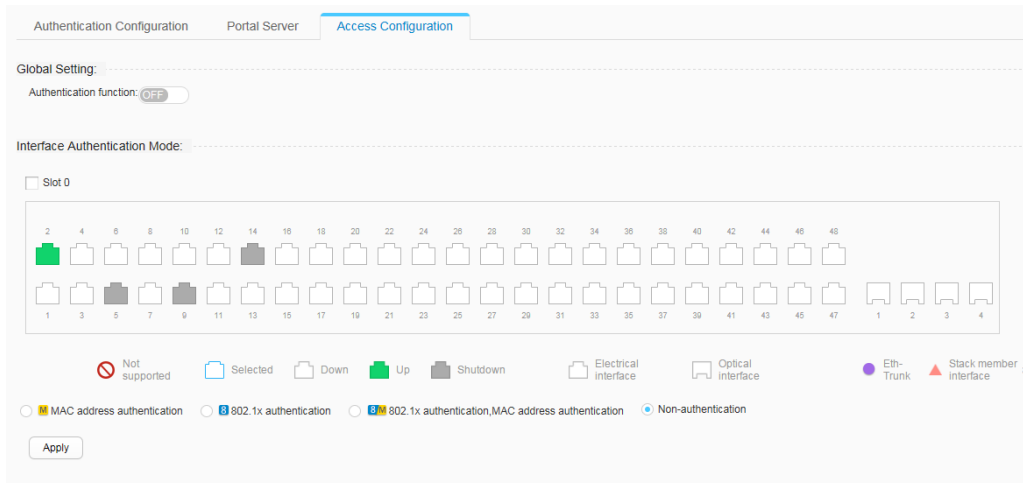 Authentication Configuration Portal Server Access Configuration
Global Setting:
Authentication function: OFF
Interface Authentication Mode:
Slot 0
2 4 6 8 10 12 14 16 18 20 22 24 26 28 30 32 34 36 38 40 42 44 46 48
1 3 5 7 9 11 13 15 17 19 21 23 25 27 29 31 33 35 37 39 41 43 45 47 1 2 3 4
Not supported Selected Down Up Shutdown Electrical interface Optical interface Eth-Trunk Stack member interface
M MAC address authentication 8 802.1x authentication 8 M 802.1x authentication,MAC address authentication Non-authentication
Apply